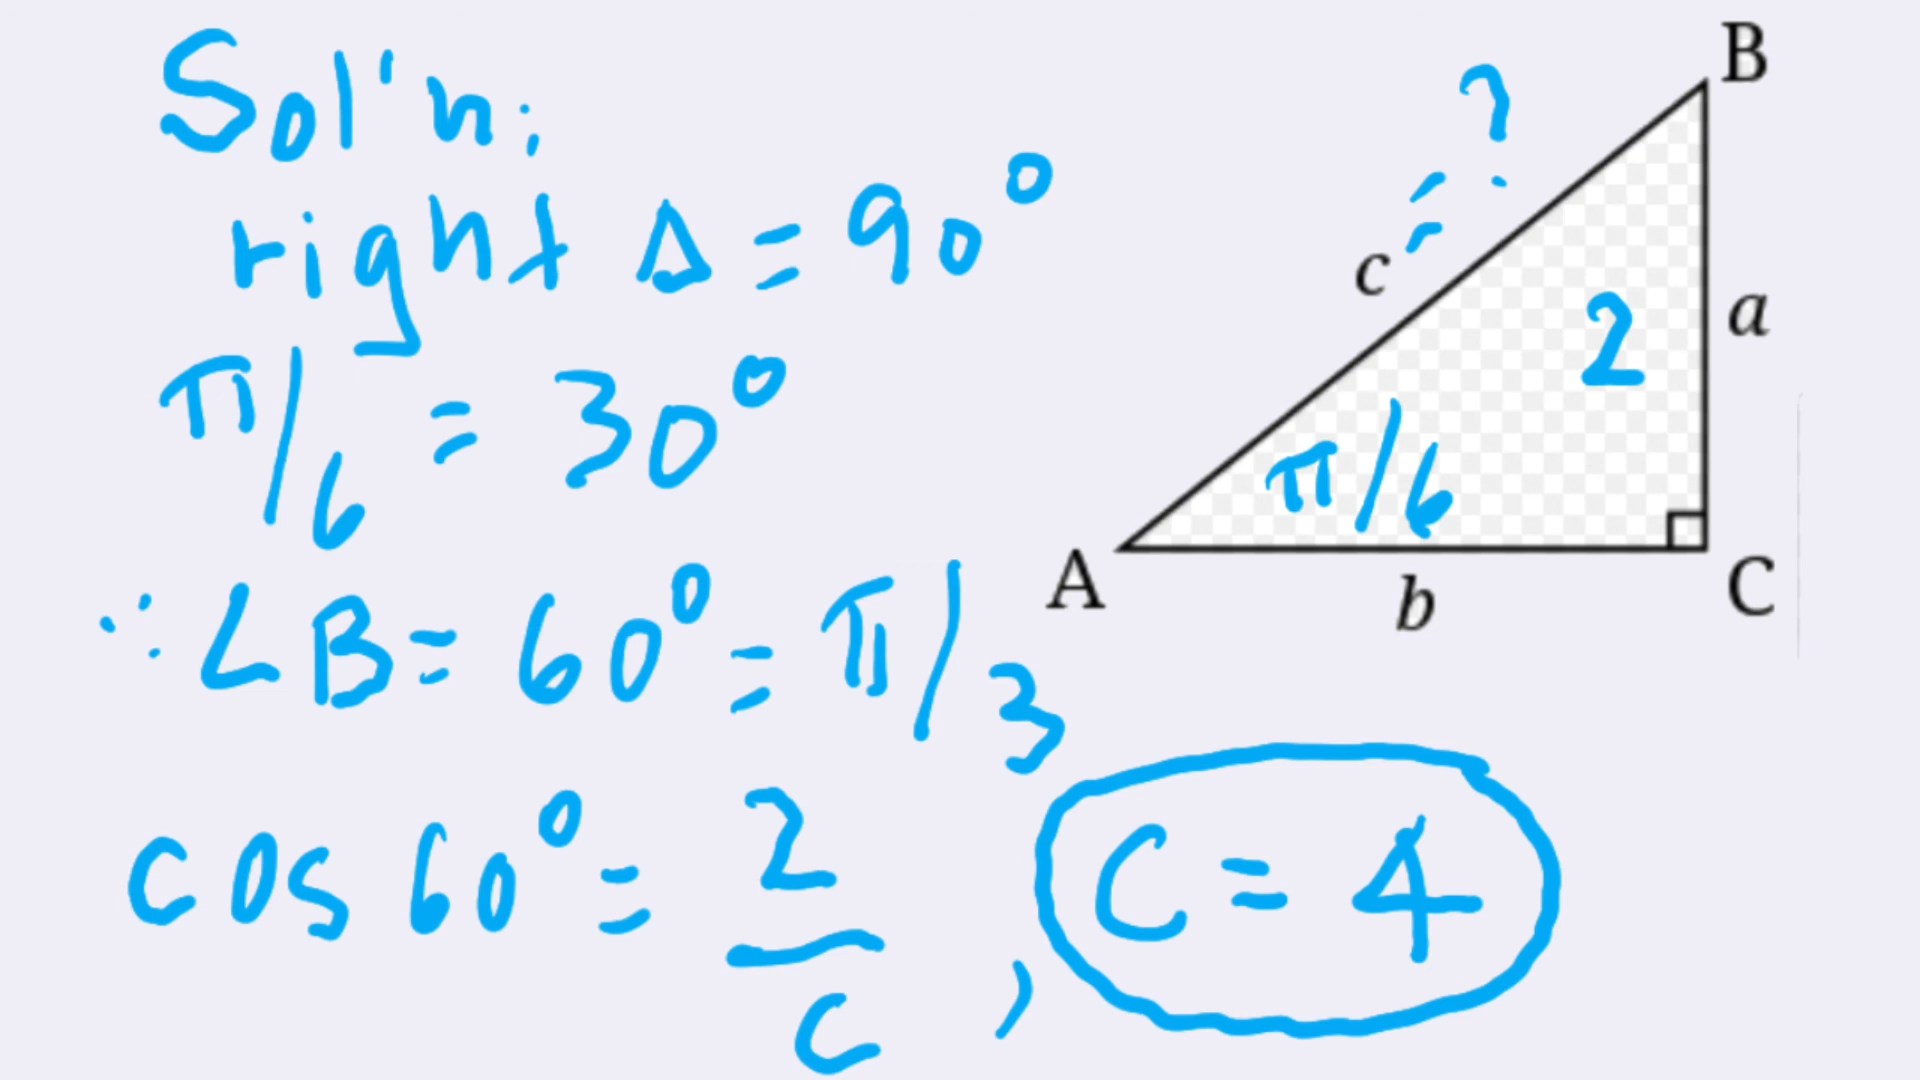 Sol'n:
right Δ = 90°
π/6 = 30°
∵ ∠B = 60° = π/3
cos 60° = 2/c , C = 4
B
?
=
c
2
a
π/6
A
b
C